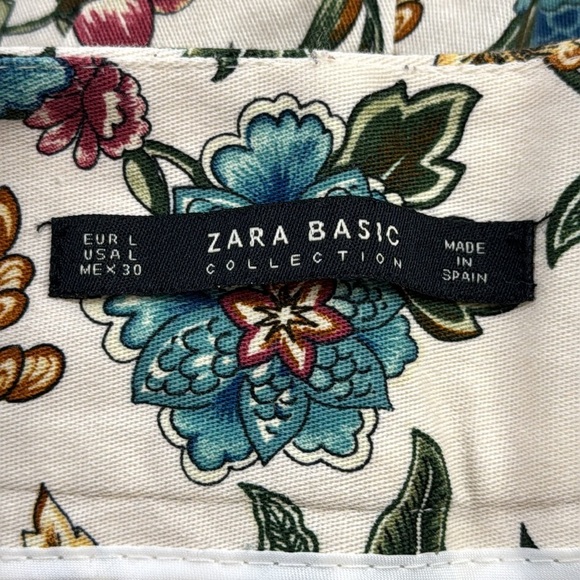 EUR L
USA L
MEX 30
ZARA BASIC
COLLECTION
MADE
IN
SPAIN